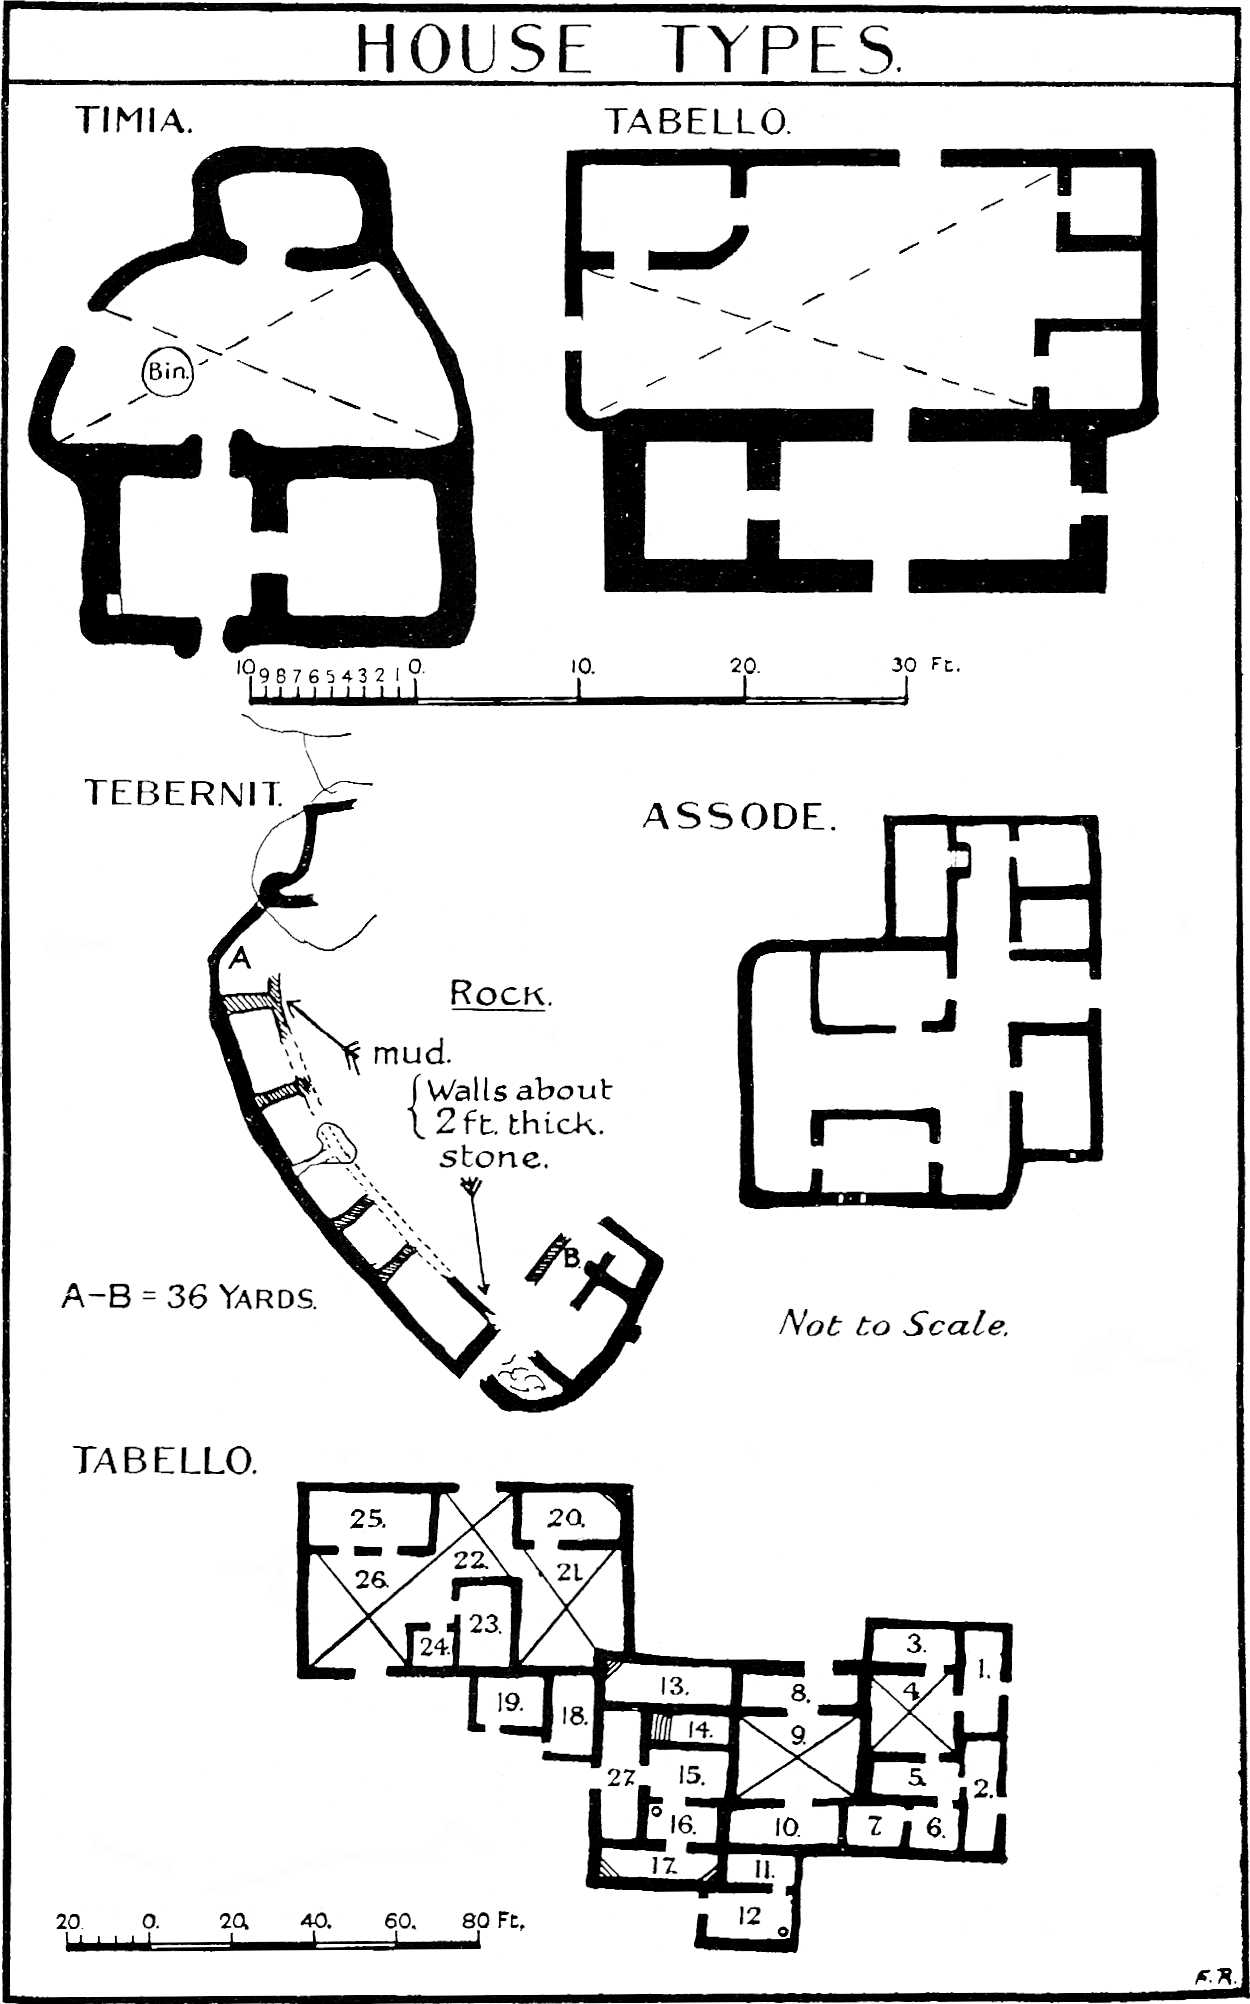 HOUSE TYPES.
TIMIA.
TABELLO.
Bin.
10 9 8 7 6 5 4 3 2 1 0. 10. 20. 30 Ft.
TEBERNIT.
ASSODE.
A
ROCK.
mud.
Walls about
2 ft. thick.
stone.
B.
A-B = 36 YARDS.
Not to Scale.
TABELLO.
25.
20.
22.
21.
26.
23.
24.
3.
1.
13.
8.
4.
19.
18.
14.
9.
27.
15.
5.
2.
16.
10.
7.
6.
17.
11.
12
20. 0. 20. 40. 60. 80 Ft.
F.R.